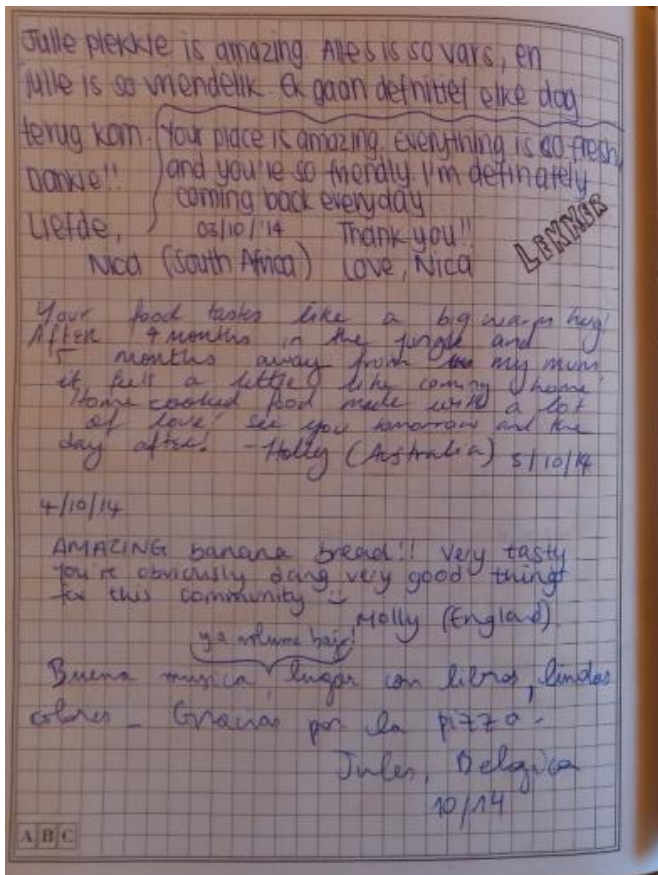 Julle plekkie is amazing. Alles is so vars, en
julle is so vriendelik. Ek gaan definitief elke dag
terug kom.
Dankie!!
Liefde,
Nica (South Africa)
Your place is amazing. Everything is so fresh
and you're so friendly. I'm definately
coming back everyday
03/10/'14 Thank you!!
Love, Nica
LEKKER
Your food tastes like a big warm hug!
After 4 months in the jungle and
5 months away from my mum
it feels a little like coming home!
Home cooked food made with a lot
of love! See you tomorrow and the
day after! - Holly (Australia) 5/10/14
4/10/14
AMAZING banana bread!! Very tasty
You're obviously doing very good things
for this community
Molly (England).
y a volume bajo!
Buena musica, lugar con libros, lindos
colores _ Gracias por la pizza -
Jules, Belgica
10/14
ABC